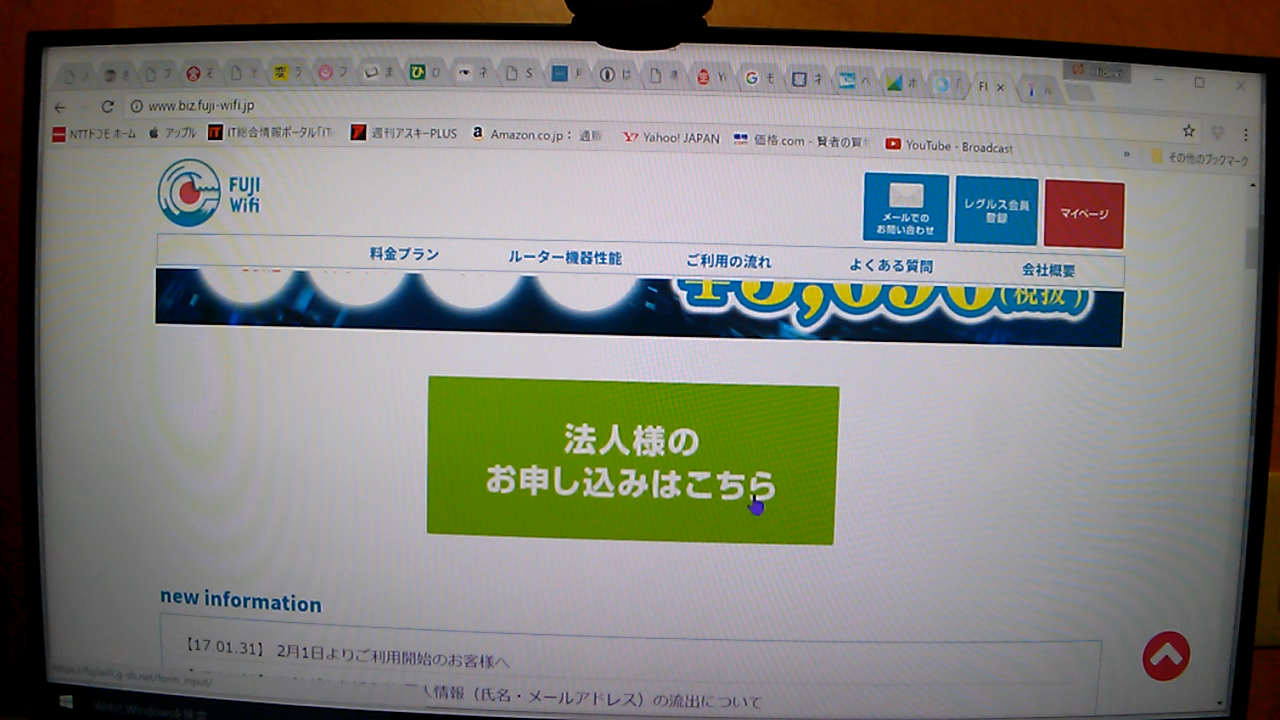 www.biz.fuji-wifi.jp
NTTドコモ ホーム アップル IT総合情報ポータル「IT 週刊アスキーPLUS Amazon.co.jp： 通販 Yahoo! JAPAN 価格.com - 賢者の買 YouTube - Broadcast
» その他のブックマーク
FUJI
Wifi
メールでの
お問い合わせ
レグルス会員
登録
マイページ
料金プラン ルーター機器性能 ご利用の流れ よくある質問 会社概要
(税抜)
法人様の
お申し込みはこちら
new information
【17.01.31】 2月1日よりご利用開始のお客様へ
情報（氏名・メールアドレス）の流出について
https://fujiwifi.g-sb.net/form_input/